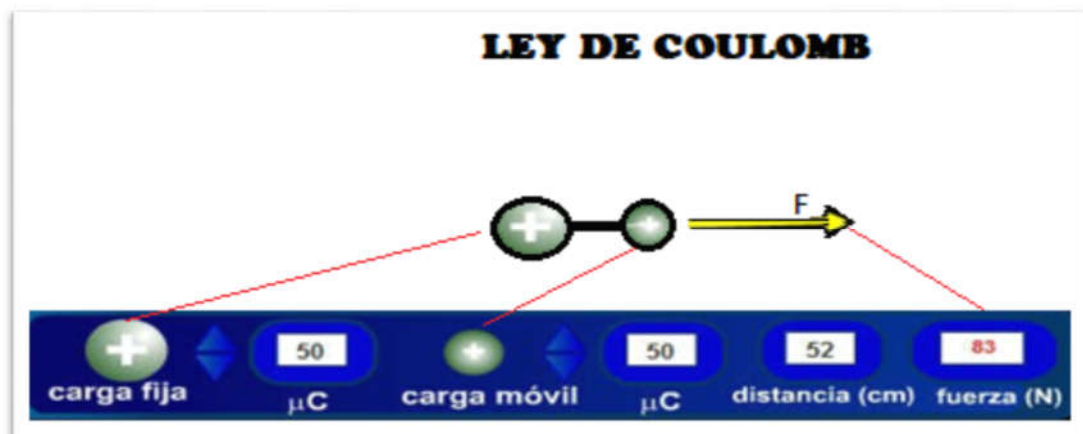 LEY DE COULOMB
F
50 50 52 83
carga fija μC carga móvil μC distancia (cm) fuerza (N)